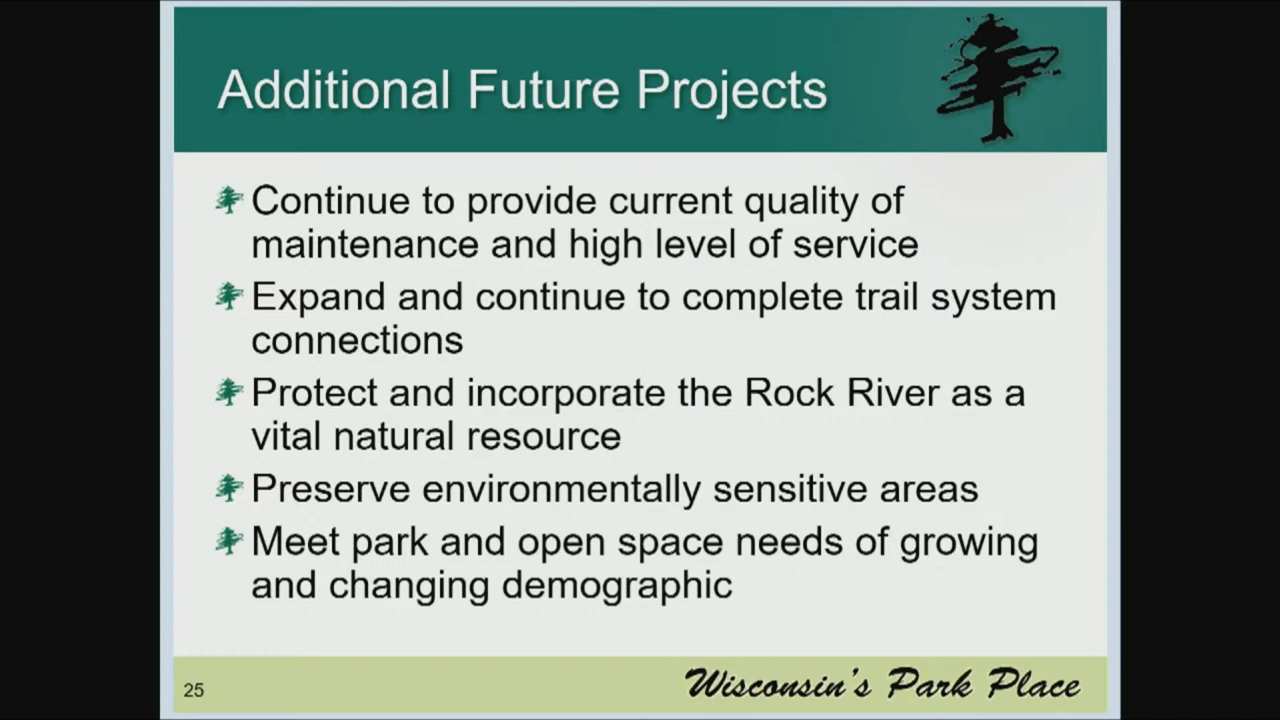 Additional Future Projects
Continue to provide current quality of
maintenance and high level of service
Expand and continue to complete trail system
connections
Protect and incorporate the Rock River as a
vital natural resource
Preserve environmentally sensitive areas
Meet park and open space needs of growing
and changing demographic
25
Wisconsin's Park Place